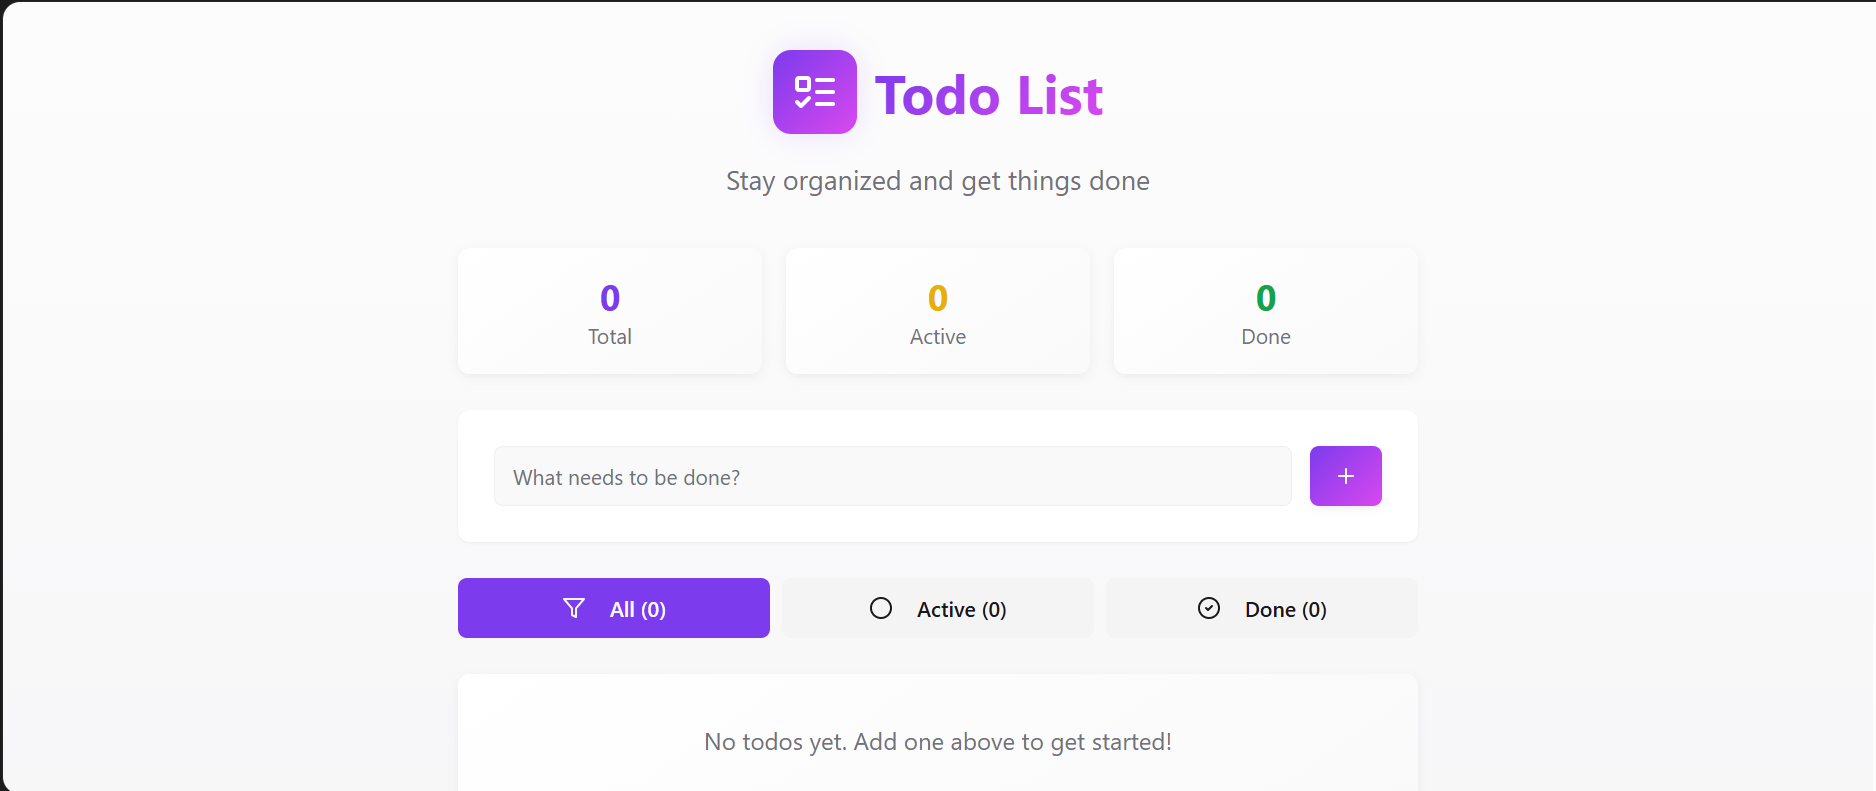 Todo List
Stay organized and get things done
0
Total
0
Active
0
Done
What needs to be done?
All (0)
Active (0)
Done (0)
No todos yet. Add one above to get started!